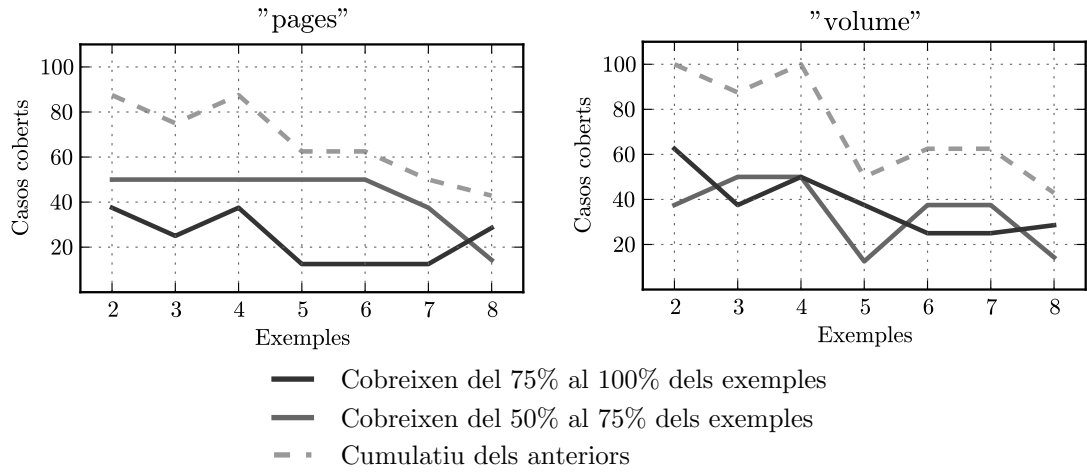 "pages"
100
80
60
40
20
Casos coberts
2 3 4 5 6 7 8
Exemples
"volume"
100
80
60
40
20
Casos coberts
2 3 4 5 6 7 8
Exemples
Cobreixen del 75% al 100% dels exemples
Cobreixen del 50% al 75% dels exemples
Cumulatiu dels anteriors